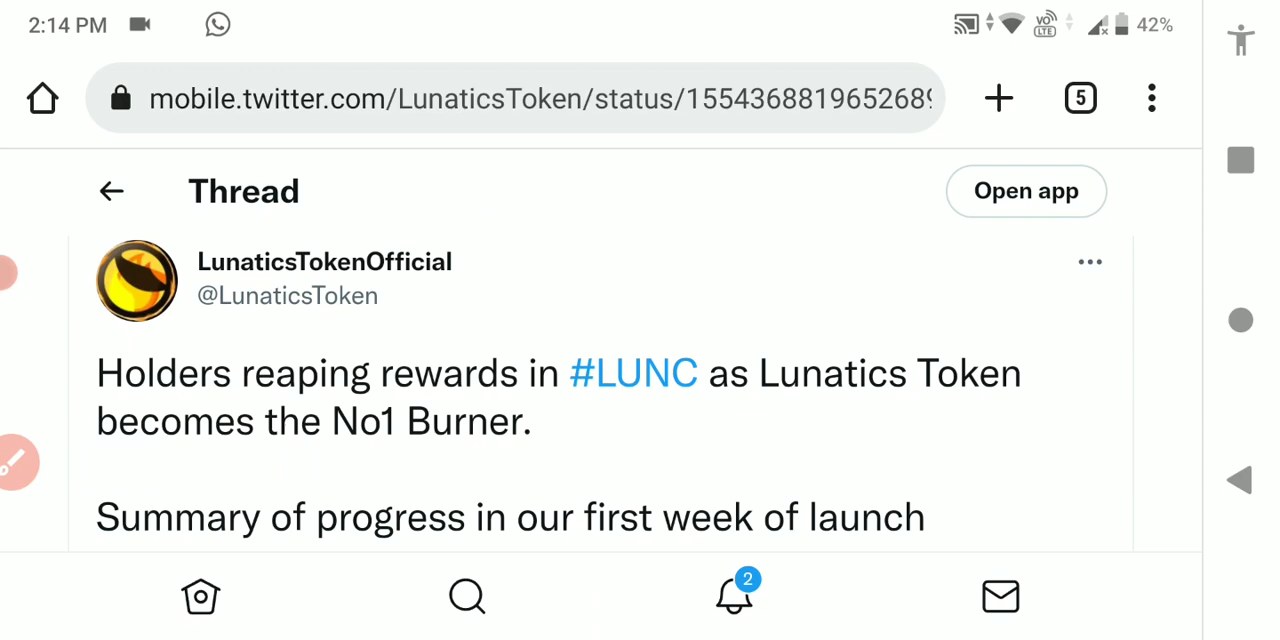 2:14 PM
VO LTE
42%
mobile.twitter.com/LunaticsToken/status/155436881965268
5
Thread
Open app
LunaticsTokenOfficial
@LunaticsToken
Holders reaping rewards in #LUNC as Lunatics Token
becomes the No1 Burner.
Summary of progress in our first week of launch
2